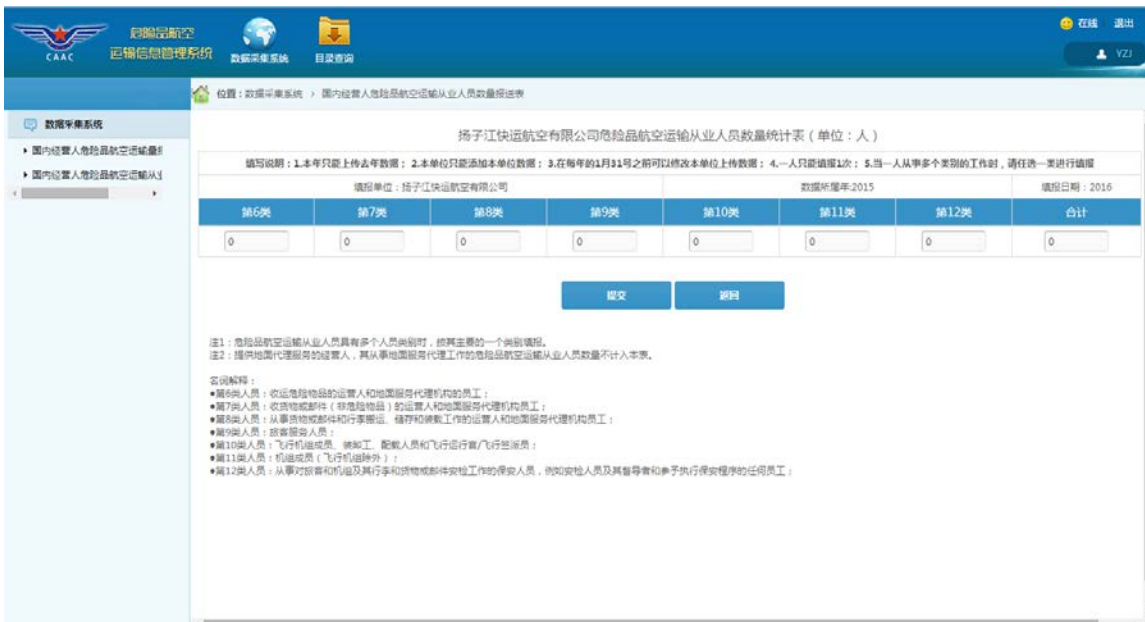 危险品航空
运输信息管理系统
CAAC
数据采集系统
目录查询
在线 退出
YZJ
位置：数据采集系统 › 国内经营人危险品航空运输从业人员数量报送表
数据采集系统
国内经营人危险品航空运输量
国内经营人危险品航空运输从
扬子江快运航空有限公司危险品航空运输从业人员数量统计表（单位：人）
填写说明：1.本年只能上传去年数据； 2.本单位只能添加本单位数据； 3.在每年的1月31号之前可以修改本单位上传数据； 4.一人只能填报1次； 5.当一人从事多个类别的工作时，请任选一类进行填报
填报单位：扬子江快运航空有限公司 数据所属年:2015 填报日期：2016
第6类 第7类 第8类 第9类 第10类 第11类 第12类 合计
0 0 0 0 0 0 0 0
提交 返回
注1：危险品航空运输从业人员具有多个人员类别时，按其主要的一个类别填报。
注2：提供地面代理服务的经营人，其从事地面服务代理工作的危险品航空运输从业人员数量不计入本表。
名词解释：
●第6类人员：收运危险物品的运营人和地面服务代理机构的员工；
●第7类人员：收货物或邮件（非危险物品）的运营人和地面服务代理机构员工；
●第8类人员：从事货物或邮件和行李搬运、储存和装载工作的运营人和地面服务代理机构员工；
●第9类人员：旅客服务人员；
●第10类人员：飞行机组成员、装卸工、配载人员和飞行运行官/飞行签派员；
●第11类人员：机组成员（飞行机组除外）；
●第12类人员：从事对旅客和机组及其行李和货物或邮件安检工作的保安人员，例如安检人员及其督导者和参予执行保安程序的任何员工；